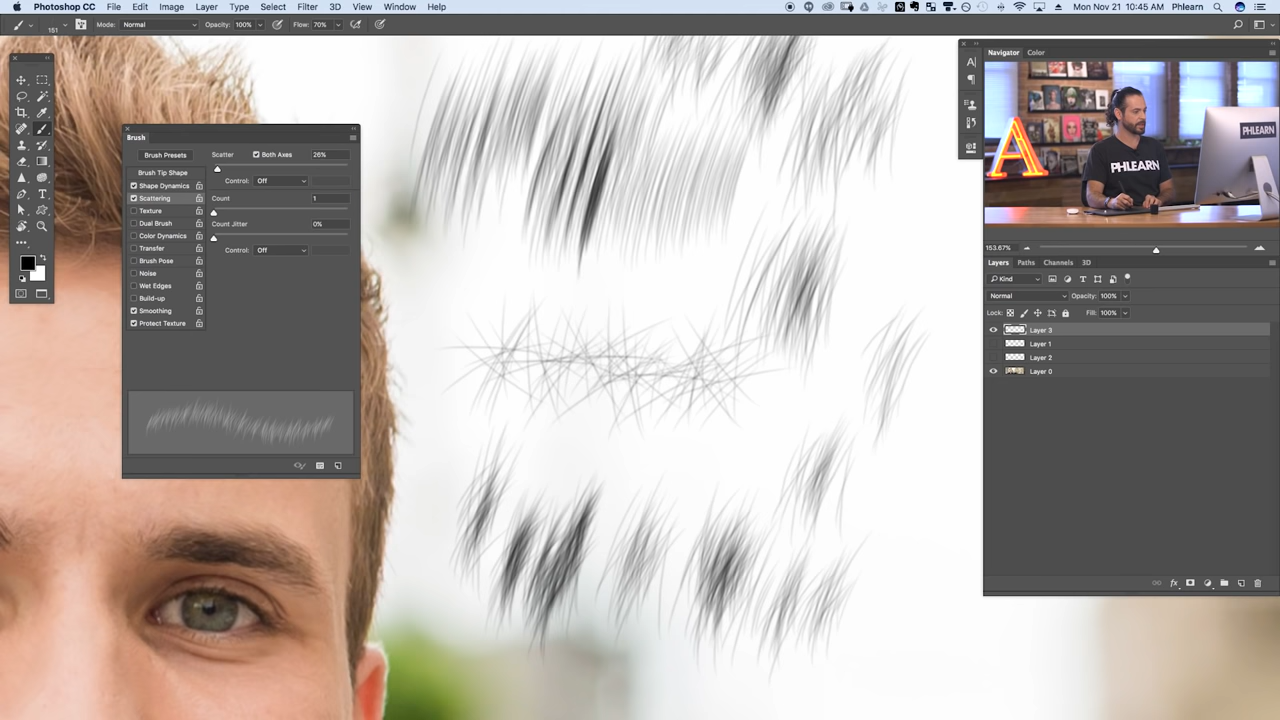 Photoshop CC File Edit Image Layer Type Select Filter 3D View Window Help Mon Nov 21 10:45 AM Phlearn
151 Mode: Normal Opacity: 100% Flow: 70%
Brush
Brush Presets Scatter Both Axes 26%
Brush Tip Shape
Shape Dynamics Control: Off
Scattering Count 1
Texture
Dual Brush Count Jitter 0%
Color Dynamics
Transfer Control: Off
Brush Pose
Noise
Wet Edges
Build-up
Smoothing
Protect Texture
Navigator Color
A
PHLEARN
PHLEARN
153.67%
Layers Paths Channels 3D
Kind
Normal Opacity: 100%
Lock: Fill: 100%
Layer 3
Layer 1
Layer 2
Layer 0
fx